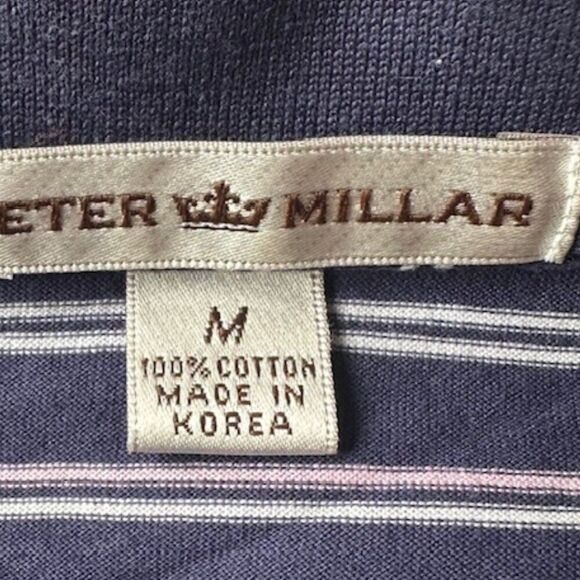 ETER MILLAR
M
100% COTTON
MADE IN
KOREA